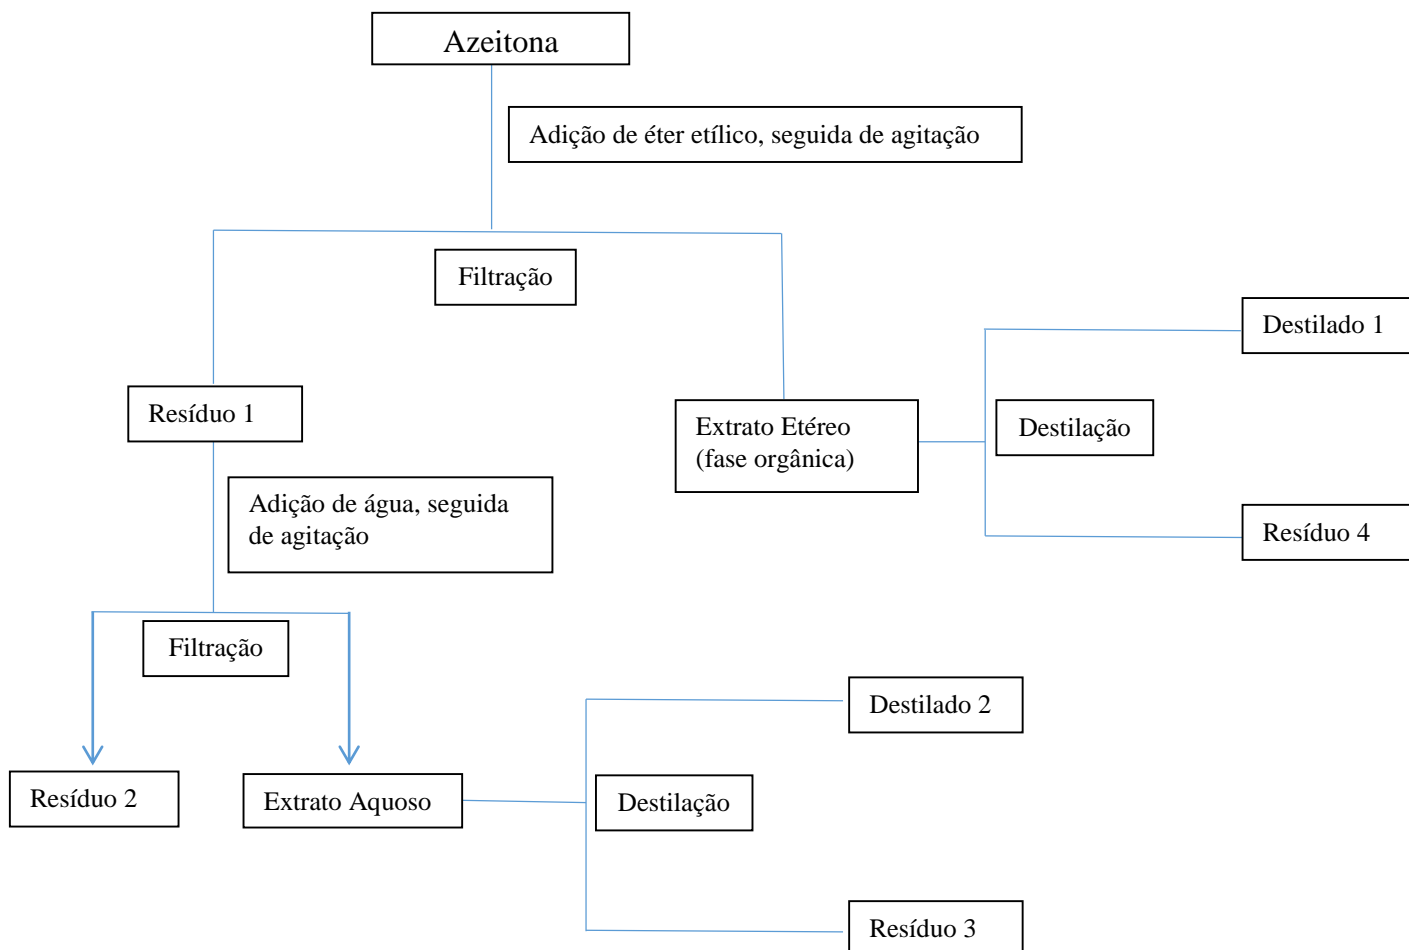 Azeitona
Adição de éter etílico, seguida de agitação
Filtração
Destilado 1
Resíduo 1
Extrato Etéreo
(fase orgânica)
Destilação
Adição de água, seguida
de agitação
Resíduo 4
Filtração
Destilado 2
Resíduo 2
Extrato Aquoso
Destilação
Resíduo 3